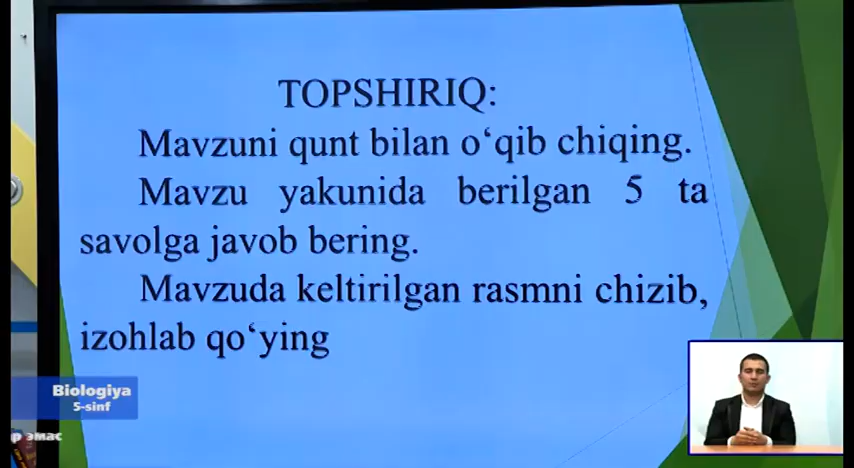 TOPSHIRIQ:
Mavzuni qunt bilan o‘qib chiqing.
Mavzu yakunida berilgan 5 ta
savolga javob bering.
Mavzuda keltirilgan rasmni chizib,
izohlab qo‘ying
Biologiya
5-sinf
эмас